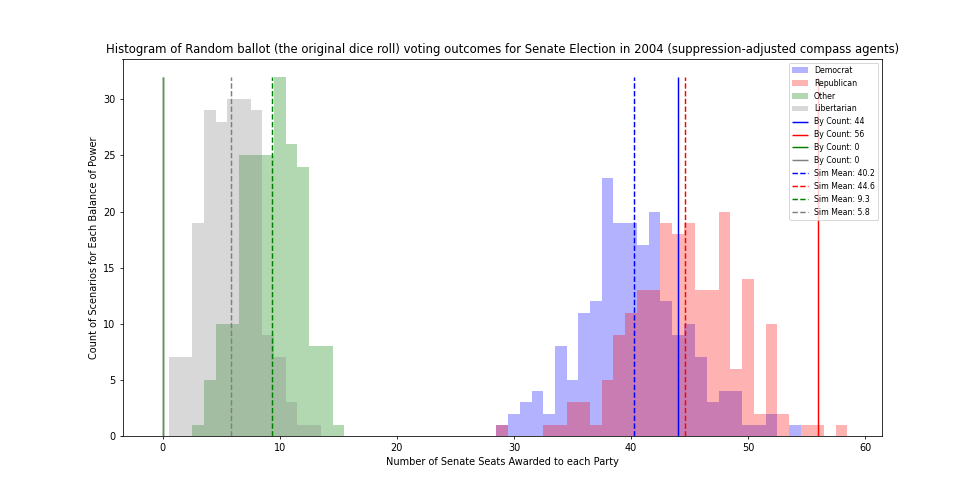 Histogram of Random ballot (the original dice roll) voting outcomes for Senate Election in 2004 (suppression-adjusted compass agents)
Democrat
Republican
Other
Libertarian
By Count: 44
By Count: 56
By Count: 0
By Count: 0
Sim Mean: 40.2
Sim Mean: 44.6
Sim Mean: 9.3
Sim Mean: 5.8
Count of Scenarios for Each Balance of Power
30
25
20
15
10
5
0
0 10 20 30 40 50 60
Number of Senate Seats Awarded to each Party